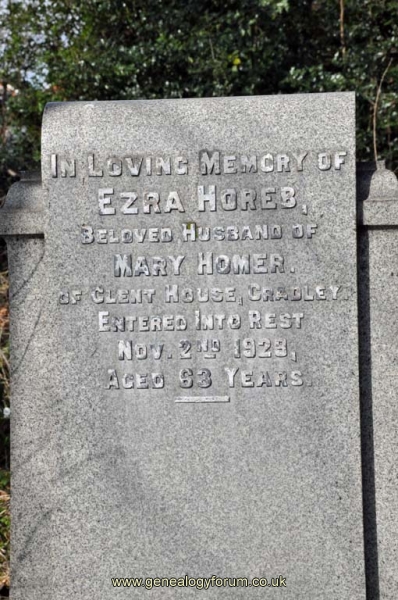 In Loving Memory of
Ezra Horeb,
Beloved Husband of
Mary Homer.
of Clent House, Cradley.
Entered Into Rest
Nov. 2nd 1929,
Aged 63 Years.
www.genealogyforum.co.uk